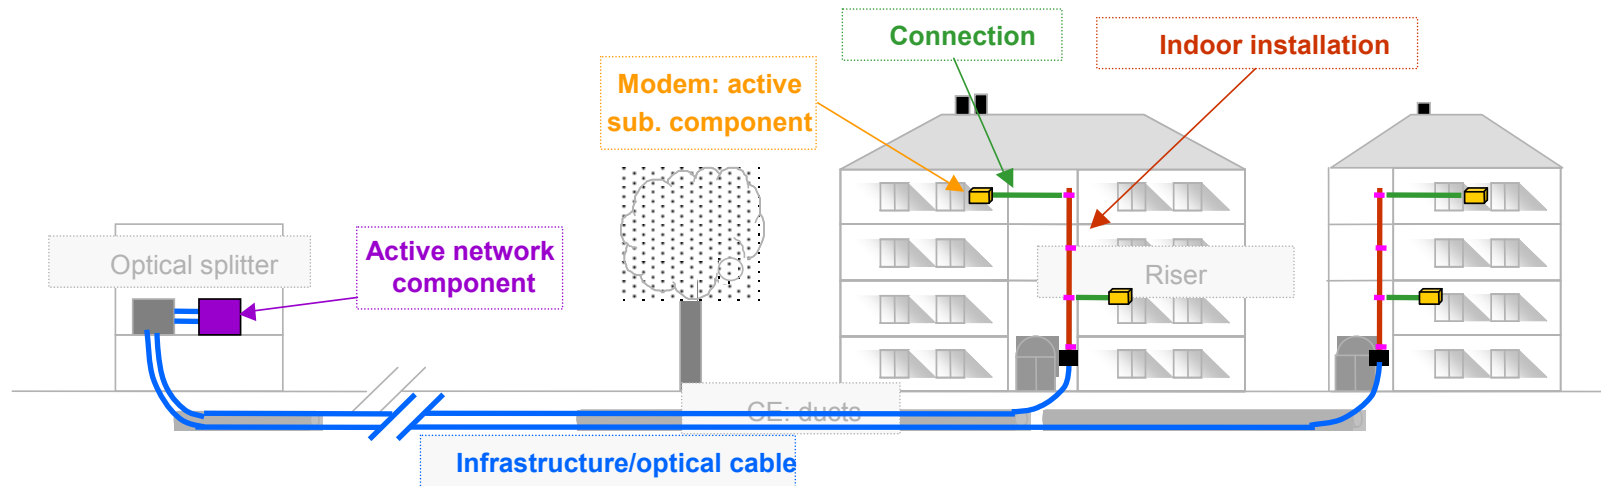 Connection
Indoor installation
Modem: active
sub. component
Optical splitter
Active network
component
Riser
CE: ducts
Infrastructure/optical cable